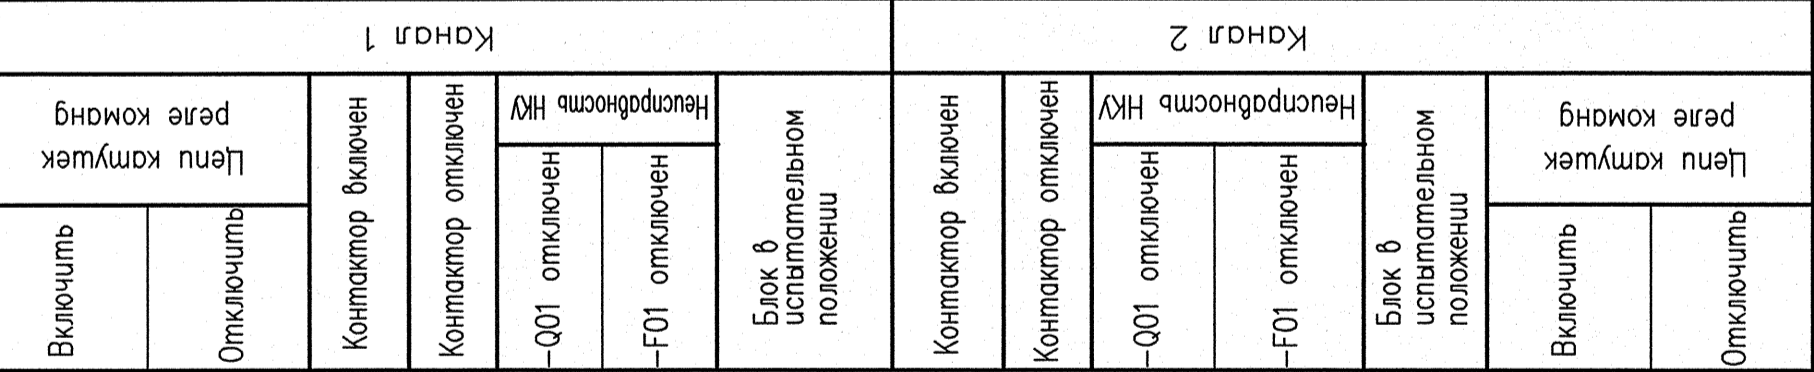 Канал 1
Канал 2
Цепи катушек
реле команд
Контактор включен
Контактор отключен
Неисправность НКУ
Блок в
испытательном
положении
Контактор включен
Контактор отключен
Неисправность НКУ
Блок в
испытательном
положении
Цепи катушек
реле команд
Включить
Отключить
-Q01 отключен
-F01 отключен
-Q01 отключен
-F01 отключен
Включить
Отключить